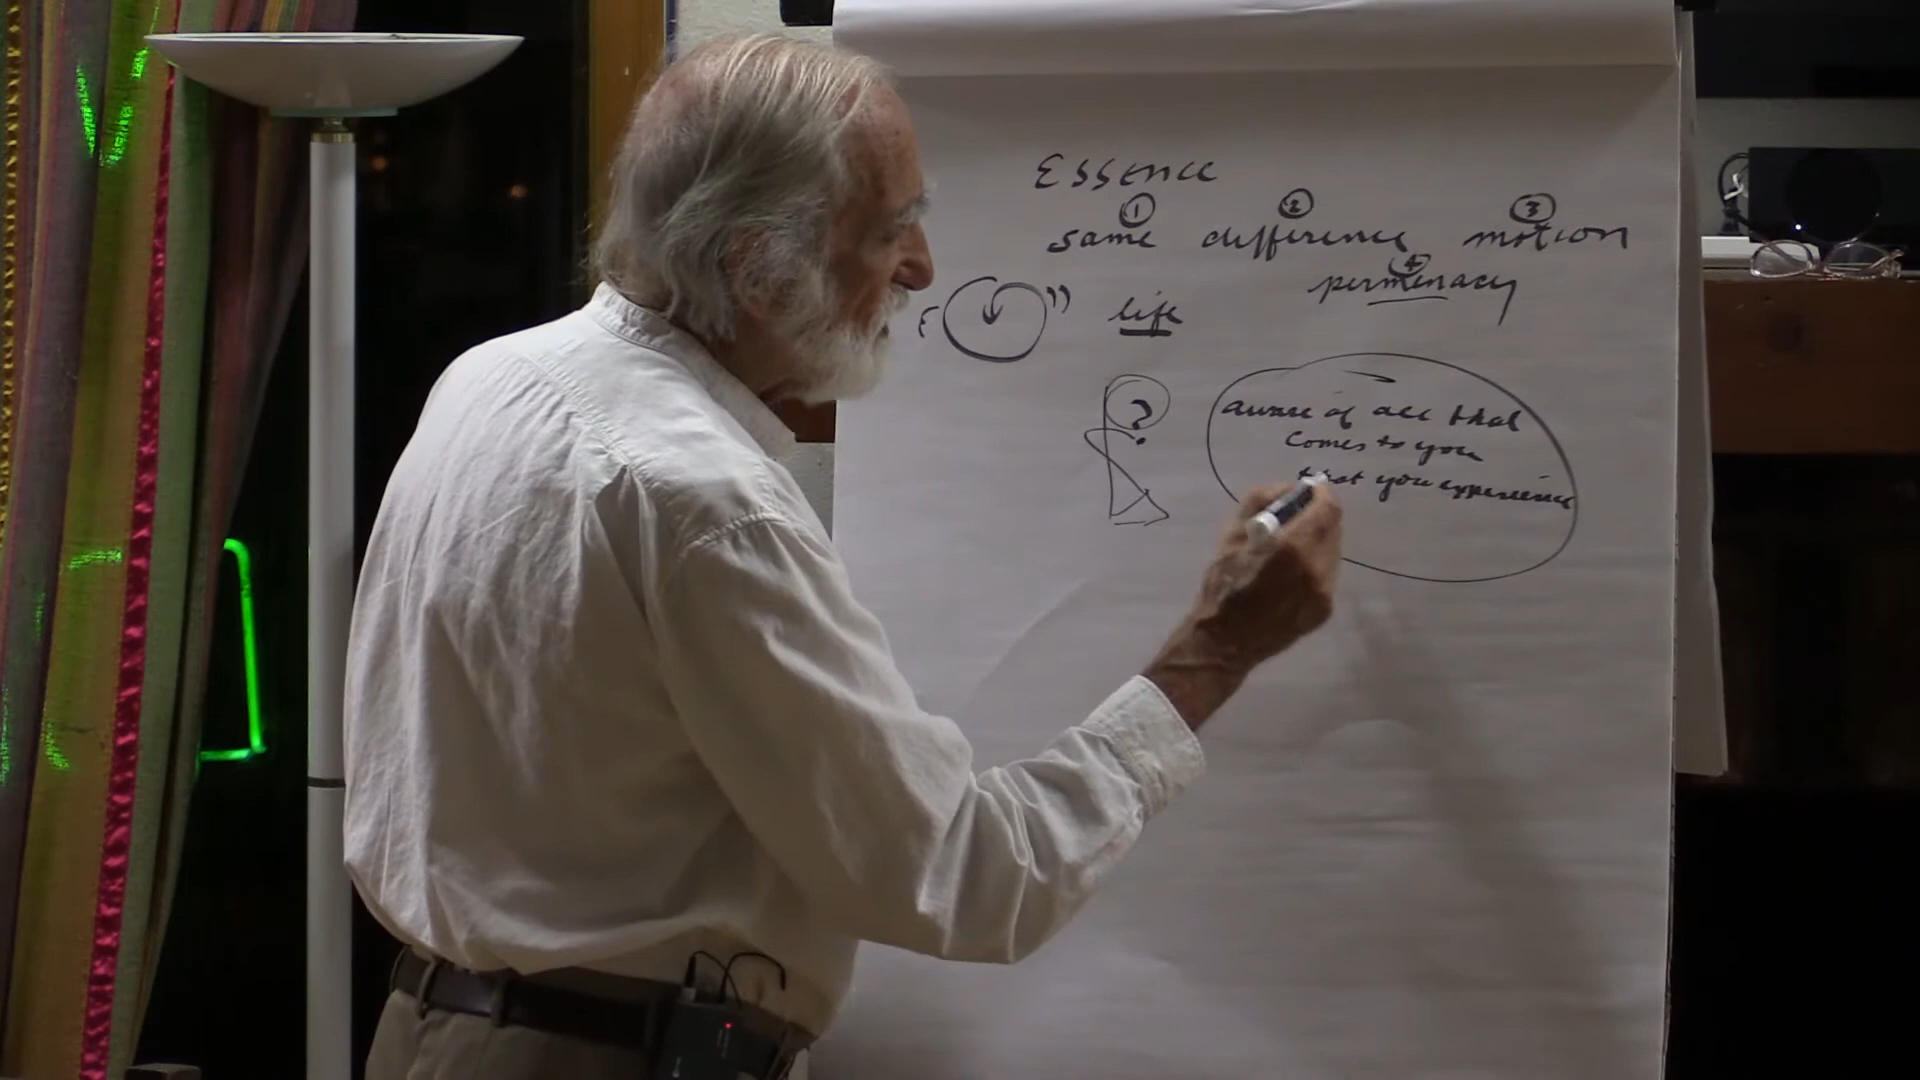 Essence
① ② ③
same difference motion
④
permenacy
" life
?
aware of all that
comes to you
that you experience